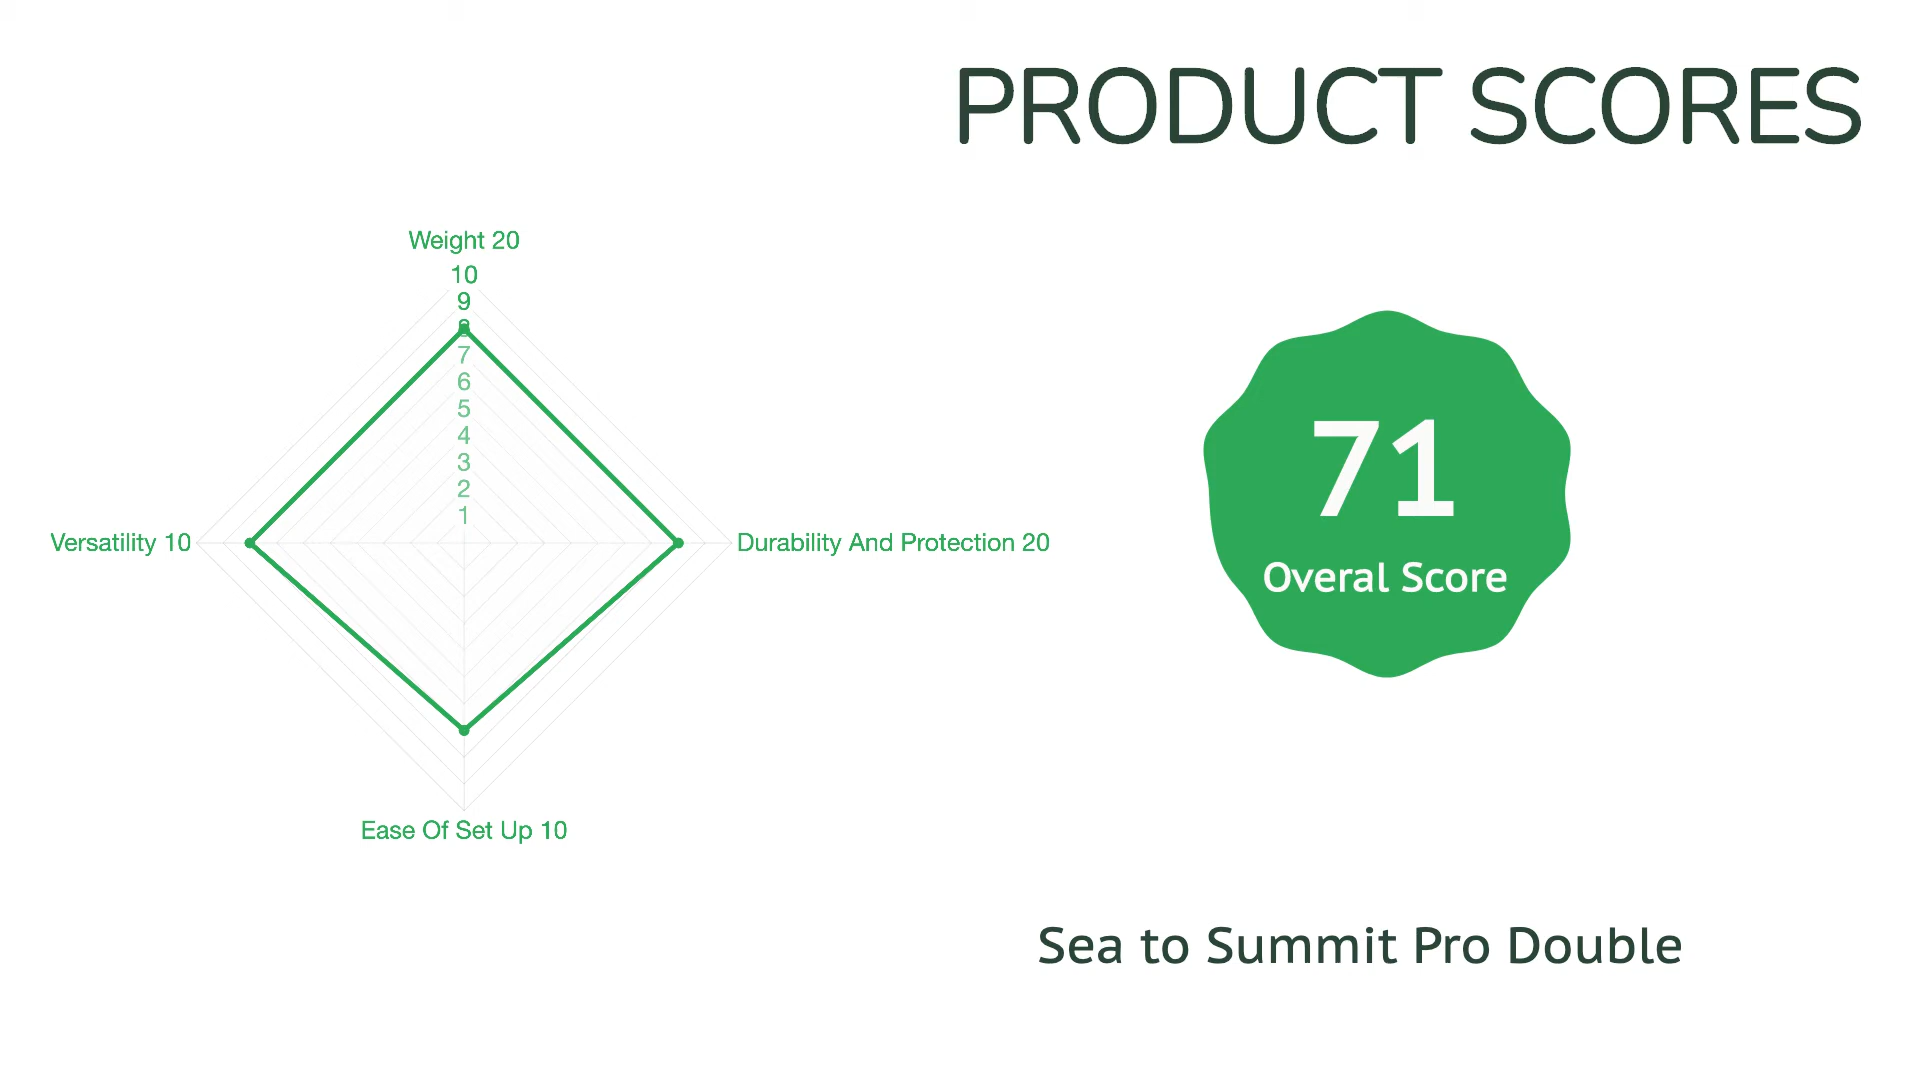 PRODUCT SCORES
Weight 20
10
9
8
7
6
5
4
3
2
1
Versatility 10
Durability And Protection 20
Ease Of Set Up 10
71
Overal Score
Sea to Summit Pro Double